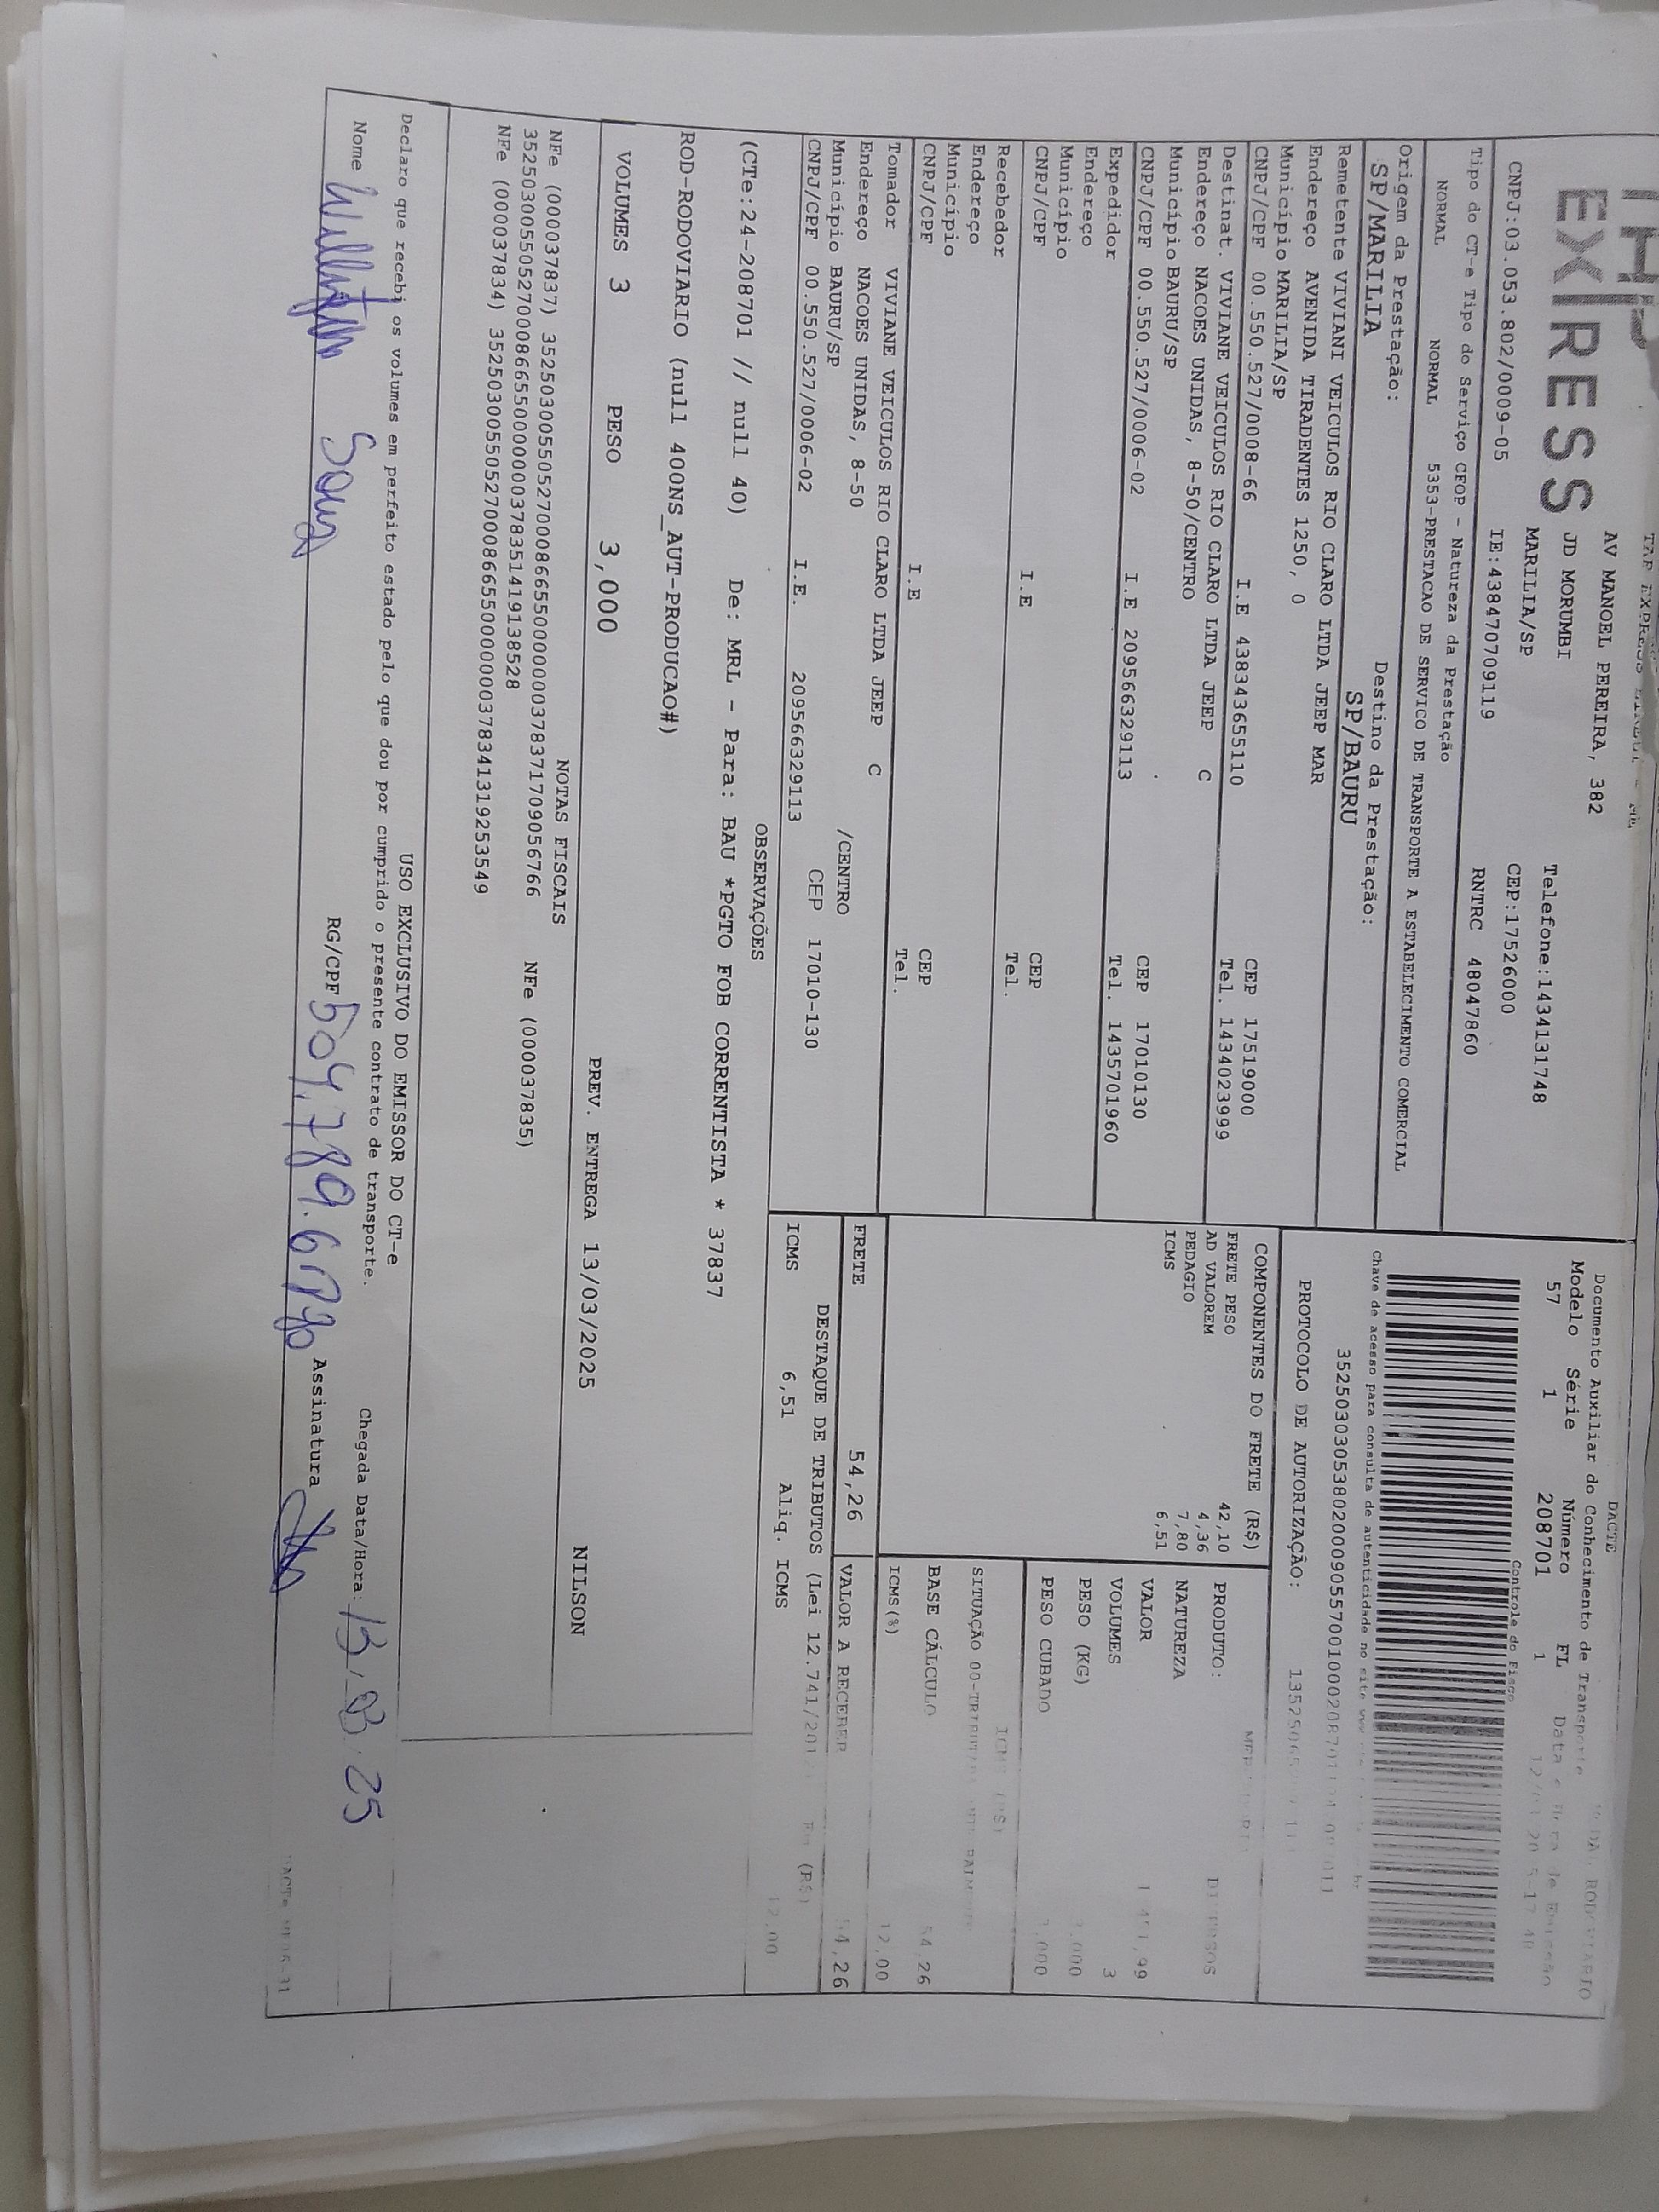 EXPRESS
AV MANOEL PEREIRA, 382
JD MORUMBI
MARILIA/SP
Telefone:1434131748
CEP:17526000
CNPJ:03.053.802/0009-05 IE:438470709119 RNTRC 48047860
Tipo do CT-e Tipo do Serviço CFOP - Natureza da Prestação
NORMAL NORMAL 5353-PRESTACAO DE SERVICO DE TRANSPORTE A ESTABELECIMENTO COMERCIAL
Origem da Prestação: Destino da Prestação:
SP/MARILIA SP/BAURU
Remetente VIVIANI VEICULOS RIO CLARO LTDA JEEP MAR
Endereço AVENIDA TIRADENTES 1250, 0
Município MARILIA/SP CEP 17519000
CNPJ/CPF 00.550.527/0008-66 I.E 438343655110 Tel. 1434023999
Destinat. VIVIANE VEICULOS RIO CLARO LTDA JEEP C
Endereço NACOES UNIDAS, 8-50/CENTRO
Município BAURU/SP CEP 17010130
CNPJ/CPF 00.550.527/0006-02 I.E 209566329113 Tel. 1435701960
Expedidor
Endereço
Município CEP
CNPJ/CPF I.E Tel.
Recebedor
Endereço
Município CEP
CNPJ/CPF I.E Tel.
Tomador VIVIANE VEICULOS RIO CLARO LTDA JEEP C
Endereço NACOES UNIDAS, 8-50 /CENTRO
Município BAURU/SP CEP 17010-130
CNPJ/CPF 00.550.527/0006-02 I.E. 209566329113
DACTE
Documento Auxiliar do Conhecimento de Transporte
Modelo Série Número FL
57 1 208701 1
Controle do Fisco
Chave de acesso para consulta de autenticidade no site
PROTOCOLO DE AUTORIZAÇÃO:
COMPONENTES DO FRETE (R$)
FRETE PESO 42,10
AD VALOREM 4,36
PEDAGIO 7,80
ICMS 6,51
PRODUTO:
NATUREZA
VALOR
VOLUMES 3
PESO (KG)
PESO CUBADO
BASE CÁLCULO 54,26
ICMS(%) 12,00
FRETE 54,26 VALOR A RECEBER 54,26
DESTAQUE DE TRIBUTOS (Lei 12.741/201
ICMS 6,51 Aliq. ICMS
OBSERVAÇÕES
(CTe:24-208701 // null 40) De: MRL - Para: BAU *PGTO FOB CORRENTISTA * 37837
ROD-RODOVIARIO (null 400NS_AUT-PRODUCAO#)
VOLUMES 3 PESO 3,000 PREV. ENTREGA 13/03/2025 NILSON
NOTAS FISCAIS
NFe (000037837) 35250300550527000866550000000378371709056766 NFe (000037835)
35250300550527000866550000000378351419138528
NFe (000037834) 35250300550527000866550000000378341319253549
USO EXCLUSIVO DO EMISSOR DO CT-e
Declaro que recebi os volumes em perfeito estado pelo que dou por cumprido o presente contrato de transporte.
Chegada Data/Hora: 13/03/25
Nome RG/CPF Assinatura